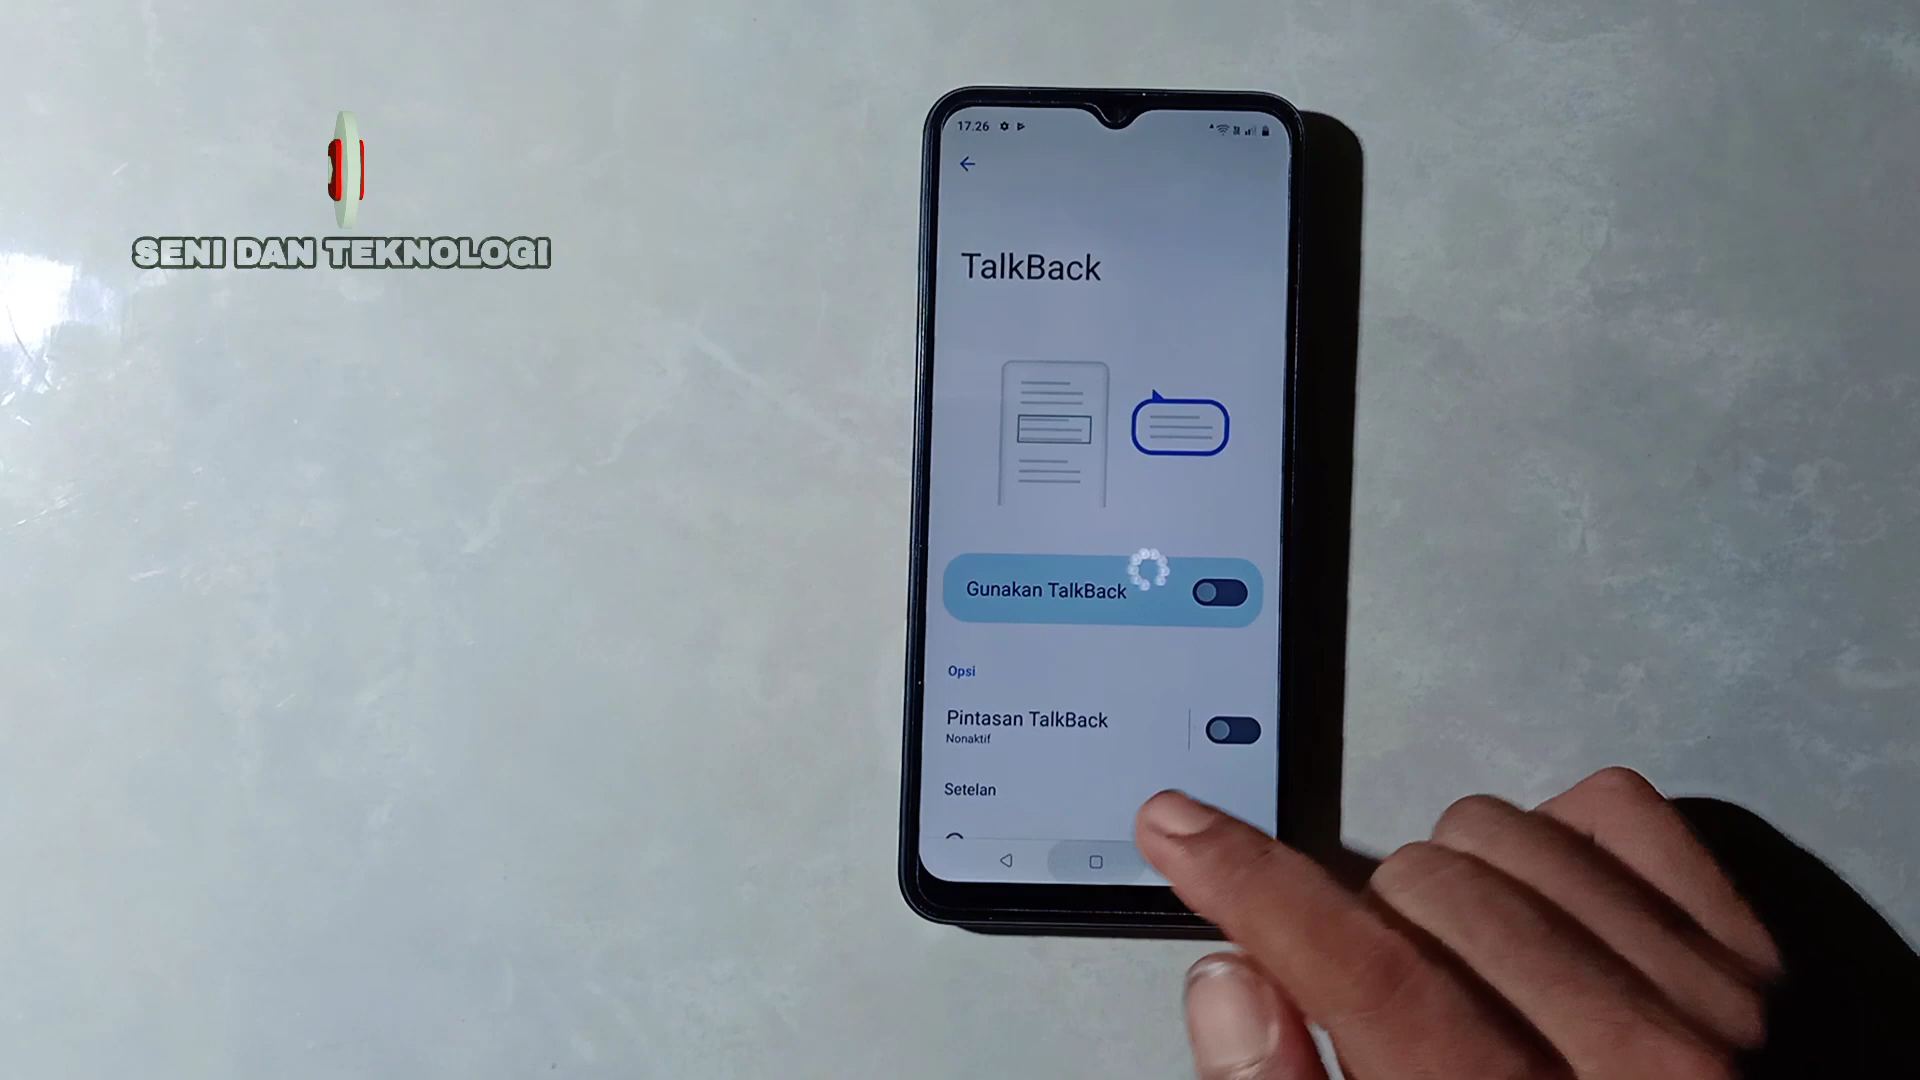 SENI DAN TEKNOLOGI
17.26
TalkBack
Gunakan TalkBack
Opsi
Pintasan TalkBack
Nonaktif
Setelan